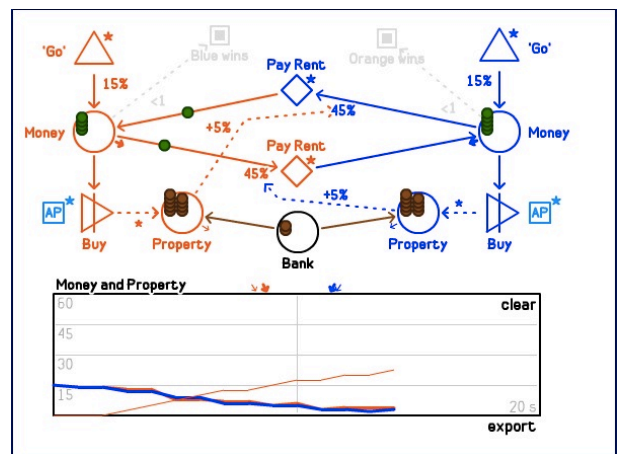 'Go' *
Blue wins
Orange wins
* 'Go'
15%
Pay Rent
*
15%
<1
45%
<1
Money
+5%
Pay Rent
*
Money
45%
AP *
*
+5%
*
AP *
Buy
Property
Bank
Property
Buy
Money and Property
60
clear
45
30
15
20 s
export